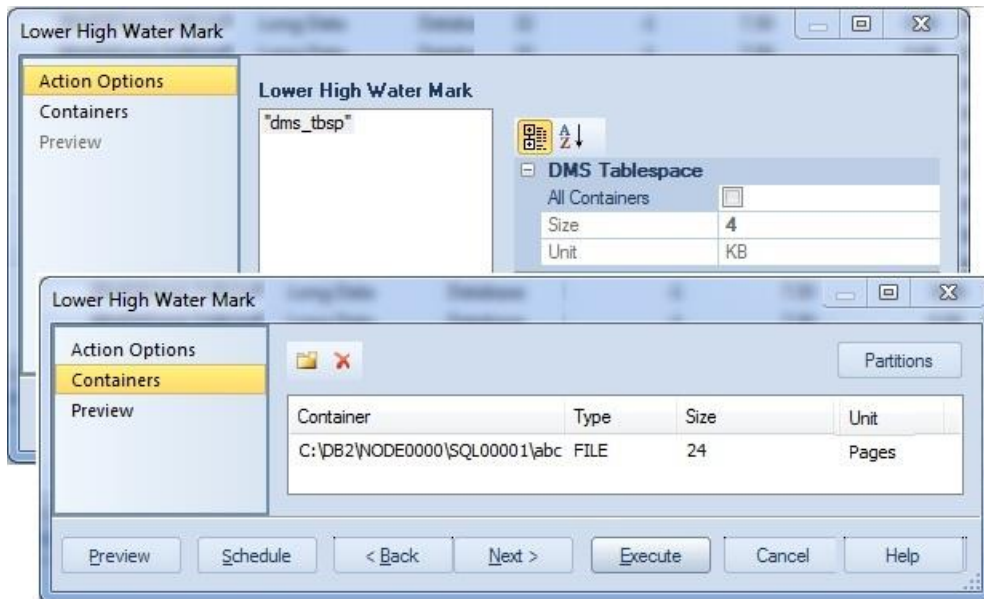 Lower High Water Mark
Action Options
Containers
Preview
Lower High Water Mark
"dms_tbsp"
DMS Tablespace
All Containers
Size 4
Unit KB
Lower High Water Mark
Action Options
Containers
Preview
Partitions
Container Type Size Unit
C:\DB2\NODE0000\SQL00001\abc FILE 24 Pages
Preview Schedule < Back Next > Execute Cancel Help